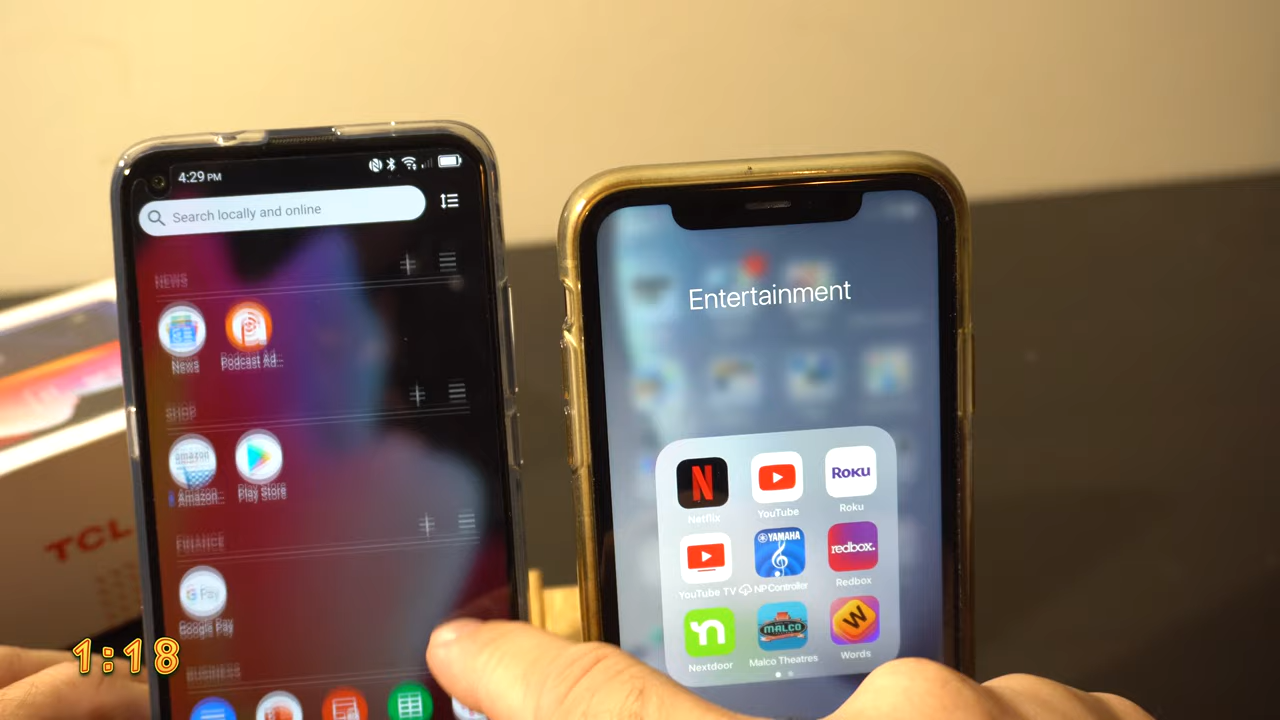 4:29 PM
Search locally and online
NEWS
News
Podcast Ad...
SHOP
amazon
Amazon...
Play Store
FINANCE
G Pay
Google Pay
BUSINESS
TCL
1:18
Entertainment
N
Netflix
YouTube
Roku
Roku
YouTube TV
YAMAHA
NP Controller
redbox.
Redbox
n
Nextdoor
MALCO
Malco Theatres
W
Words